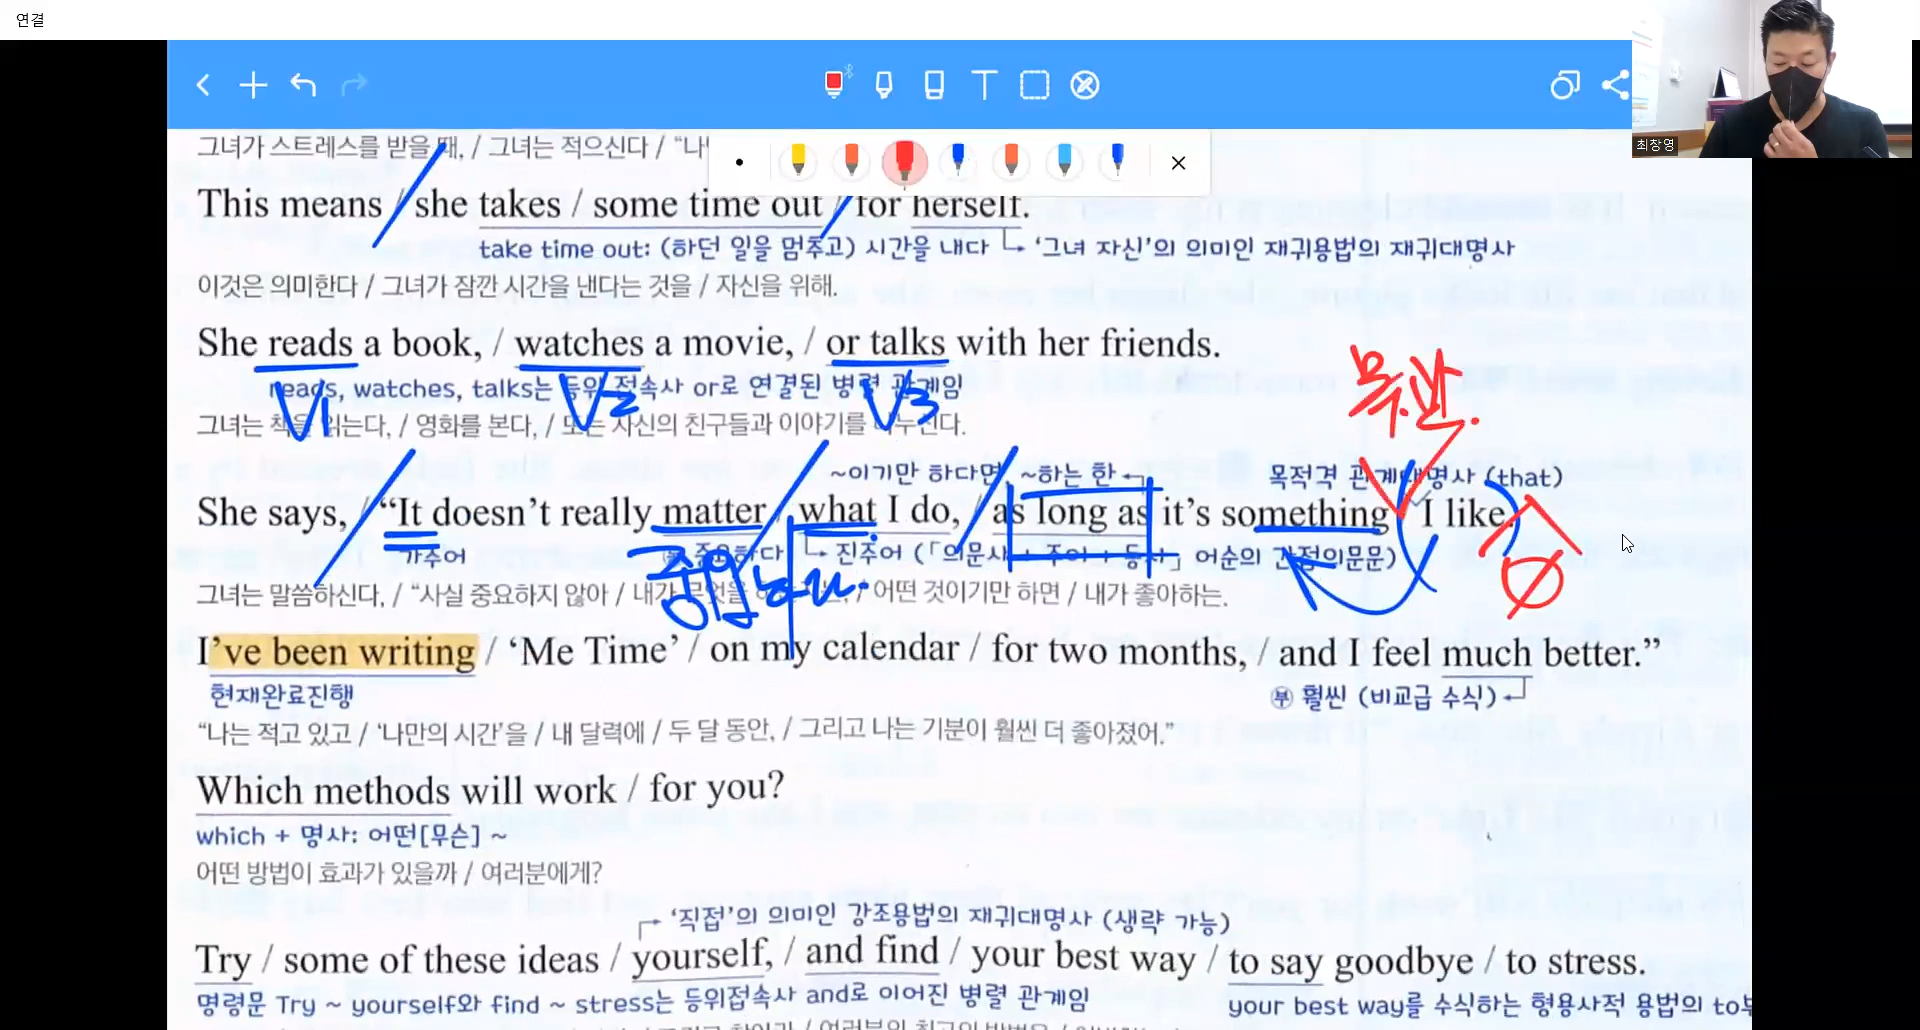 연결
최창영
그녀가 스트레스를 받을 때, / 그녀는 적으신다 / “나
This means / she takes / some time out / for herself.
take time out: (하던 일을 멈추고) 시간을 내다 ‘그녀 자신’의 의미인 재귀용법의 재귀대명사
이것은 의미한다 / 그녀가 잠깐 시간을 낸다는 것을 / 자신을 위해.
She reads a book, / watches a movie, / or talks with her friends.
reads, watches, talks는 등위 접속사 or로 연결된 병렬 관계임
V1 V2 V3
목.관.
그녀는 책을 읽는다, / 영화를 본다, / 또는 자신의 친구들과 이야기를 나누신다.
~이기만 하다면, ~하는 한 목적격 관계대명사 (that)
She says, / “It doesn’t really matter / what I do, / as long as it’s something I like.
가주어 중요하다 진주어 (「의문사 + 주어 + 동사」 어순의 간접의문문)
그녀는 말씀하신다, / “사실 중요하지 않아 / 내가 무엇을 / 어떤 것이기만 하면 / 내가 좋아하는.
I’ve been writing / ‘Me Time’ / on my calendar / for two months, / and I feel much better.”
현재완료진행 ㊕ 훨씬 (비교급 수식)
“나는 적고 있고 / ‘나만의 시간’을 / 내 달력에 / 두 달 동안, / 그리고 나는 기분이 훨씬 더 좋아졌어.”
Which methods will work / for you?
which + 명사: 어떤[무슨] ~
어떤 방법이 효과가 있을까 / 여러분에게?
‘직접’의 의미인 강조용법의 재귀대명사 (생략 가능)
Try / some of these ideas / yourself, / and find / your best way / to say goodbye / to stress.
명령문 Try ~ yourself와 find ~ stress는 등위접속사 and로 이어진 병렬 관계임 your best way를 수식하는 형용사적 용법의 to부